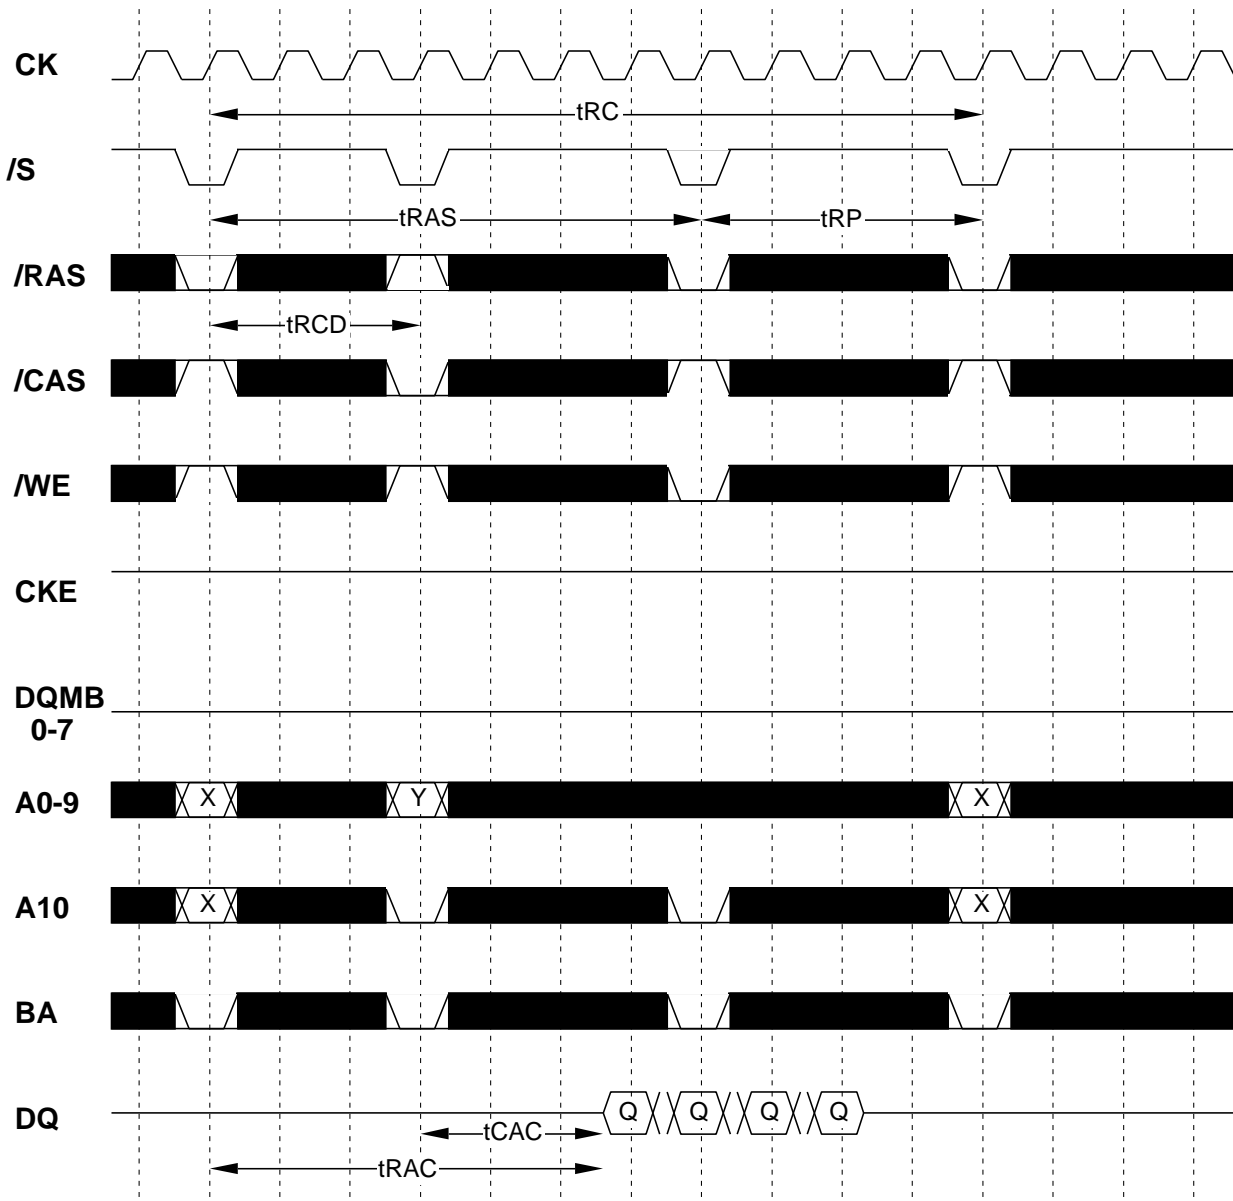 CK
tRC
/S
tRAS
tRP
/RAS
tRCD
/CAS
/WE
CKE
DQMB
0-7
A0-9 X Y X
A10 X X
BA
DQ Q Q Q Q
tCAC
tRAC